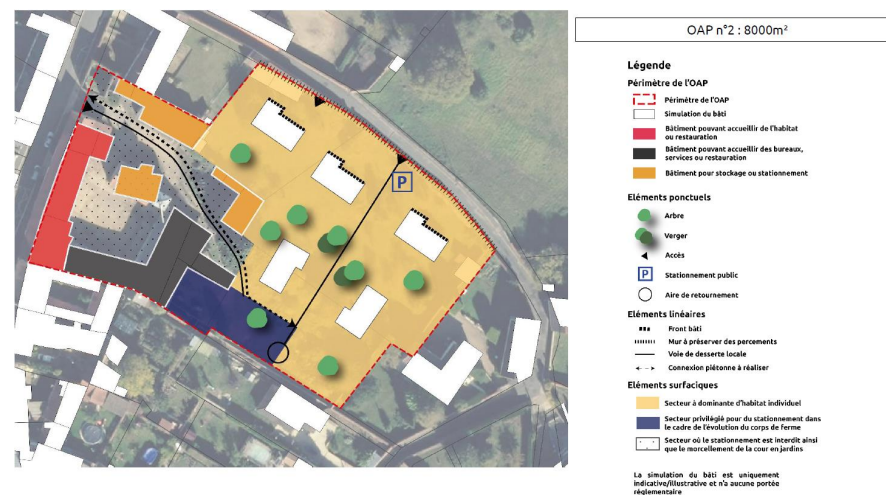 OAP n°2 : 8000m²
Légende
Périmètre de l'OAP
Périmètre de l'OAP
Simulation du bâti
Bâtiment pouvant accueillir de l'habitat
ou restauration
Bâtiment pouvant accueillir des bureaux,
services ou restauration
Bâtiment pour stockage ou stationnement
Eléments ponctuels
Arbre
Verger
Accès
P Stationnement public
Aire de retournement
Eléments linéaires
Front bâti
Mur à préserver des percements
Voie de desserte locale
Connexion piétonne à réaliser
Eléments surfaciques
Secteur à dominante d'habitat individuel
Secteur privilégié pour du stationnement dans
le cadre de l'évolution du corps de ferme
Secteur où le stationnement est interdit ainsi
que le morcellement de la cour en jardins
La simulation du bâti est uniquement
indicative/illustrative et n'a aucune portée
réglementaire
P